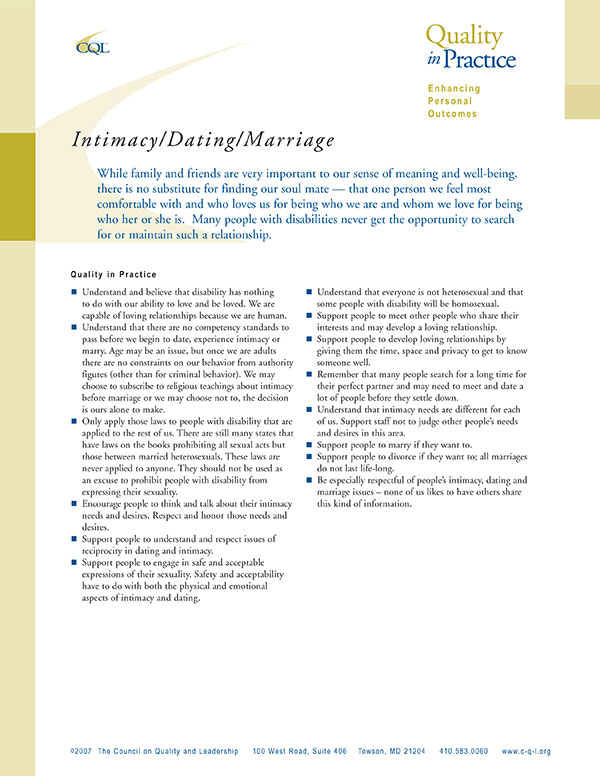 CQL
Quality
in Practice
Enhancing
Personal
Outcomes
Intimacy/Dating/Marriage
While family and friends are very important to our sense of meaning and well-being,
there is no substitute for finding our soul mate — that one person we feel most
comfortable with and who loves us for being who we are and whom we love for being
who her or she is. Many people with disabilities never get the opportunity to search
for or maintain such a relationship.
Quality in Practice
■ Understand and believe that disability has nothing
to do with our ability to love and be loved. We are
capable of loving relationships because we are human.
■ Understand that there are no competency standards to
pass before we begin to date, experience intimacy or
marry. Age may be an issue, but once we are adults
there are no constraints on our behavior from authority
figures (other than for criminal behavior). We may
choose to subscribe to religious teachings about intimacy
before marriage or we may choose not to, the decision
is ours alone to make.
■ Only apply those laws to people with disability that are
applied to the rest of us. There are still many states that
have laws on the books prohibiting all sexual acts but
those between married heterosexuals. These laws are
never applied to anyone. They should not be used as
an excuse to prohibit people with disability from
expressing their sexuality.
■ Encourage people to think and talk about their intimacy
needs and desires. Respect and honor those needs and
desires.
■ Support people to understand and respect issues of
reciprocity in dating and intimacy.
■ Support people to engage in safe and acceptable
expressions of their sexuality. Safety and acceptability
have to do with both the physical and emotional
aspects of intimacy and dating.
■ Understand that everyone is not heterosexual and that
some people with disability will be homosexual.
■ Support people to meet other people who share their
interests and may develop a loving relationship.
■ Support people to develop loving relationships by
giving them the time, space and privacy to get to know
someone well.
■ Remember that many people search for a long time for
their perfect partner and may need to meet and date a
lot of people before they settle down.
■ Understand that intimacy needs are different for each
of us. Support staff not to judge other people's needs
and desires in this area.
■ Support people to marry if they want to.
■ Support people to divorce if they want to; all marriages
do not last life-long.
■ Be especially respectful of people's intimacy, dating and
marriage issues – none of us likes to have others share
this kind of information.
©2007 The Council on Quality and Leadership 100 West Road, Suite 406 Towson, MD 21204 410.583.0060 www.c-q-l.org